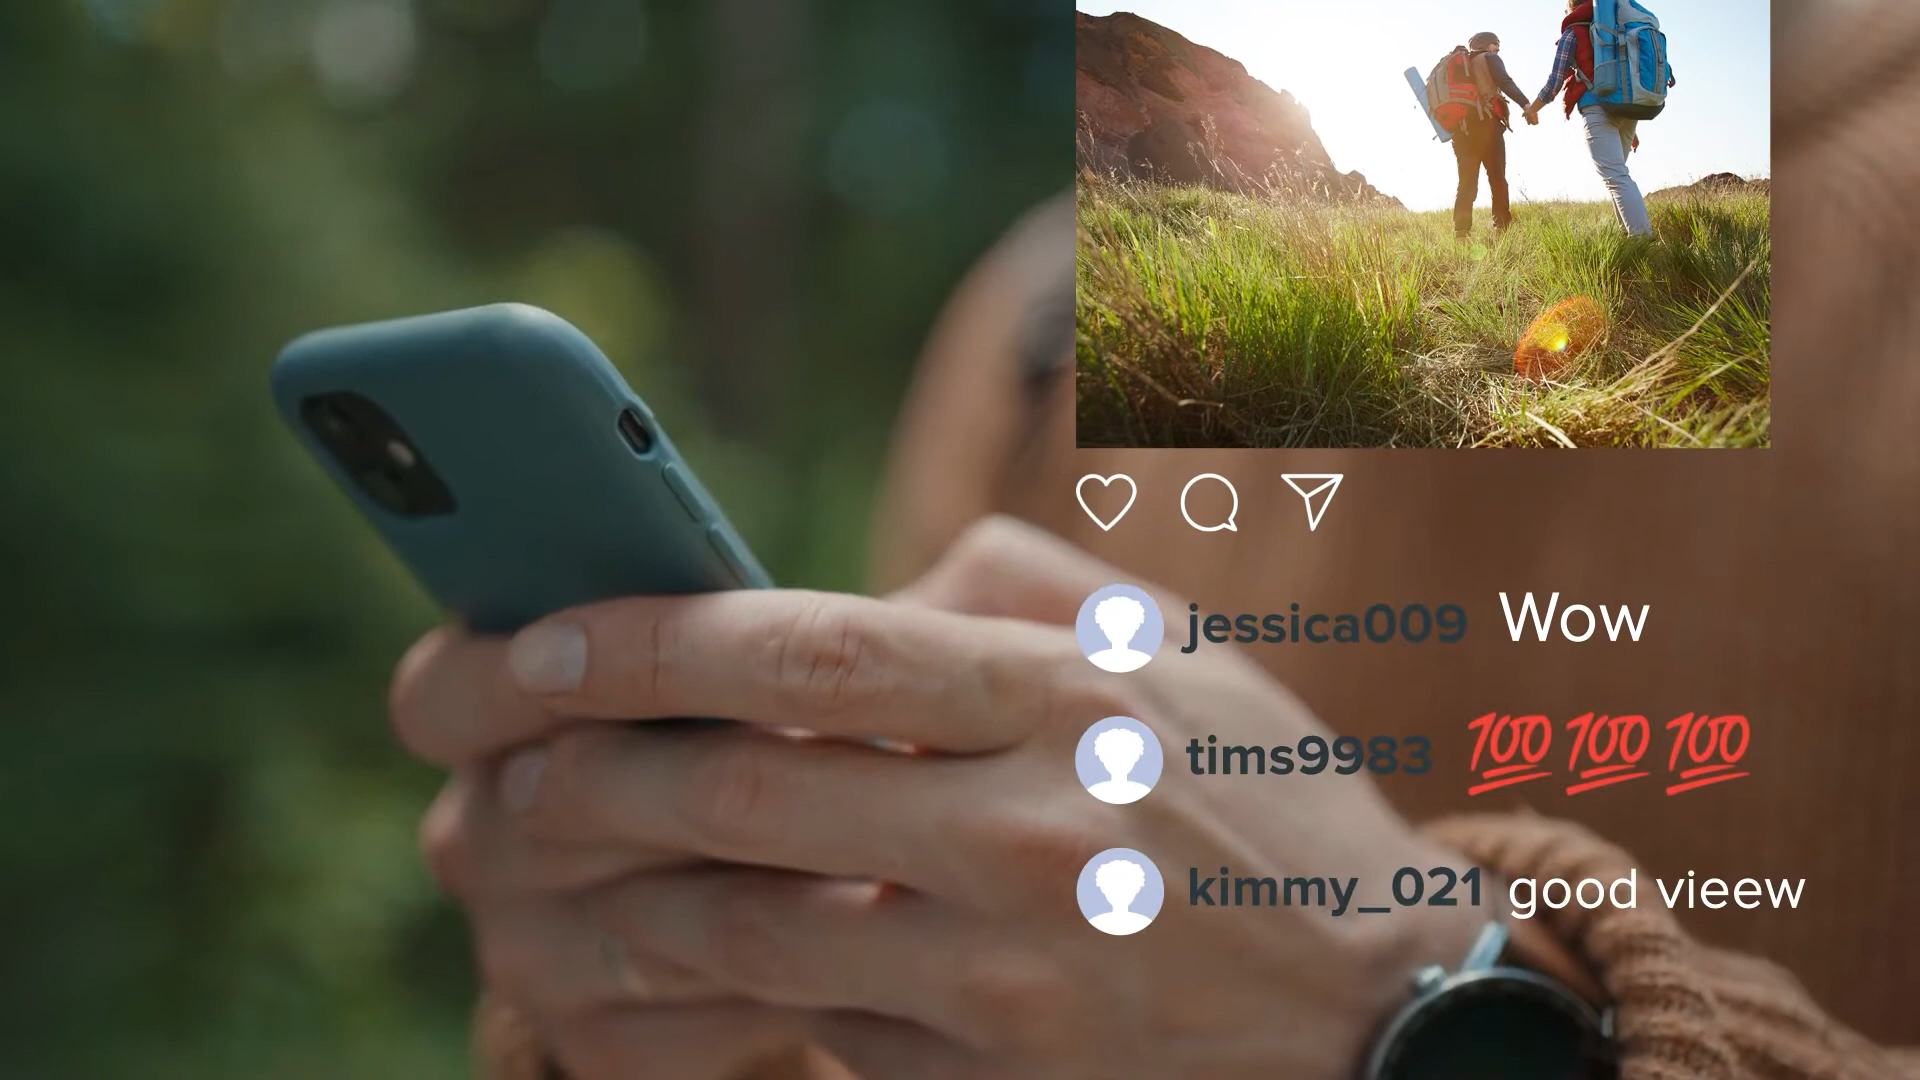 jessica009 Wow
tims9983 💯💯💯
kimmy_021 good vieew